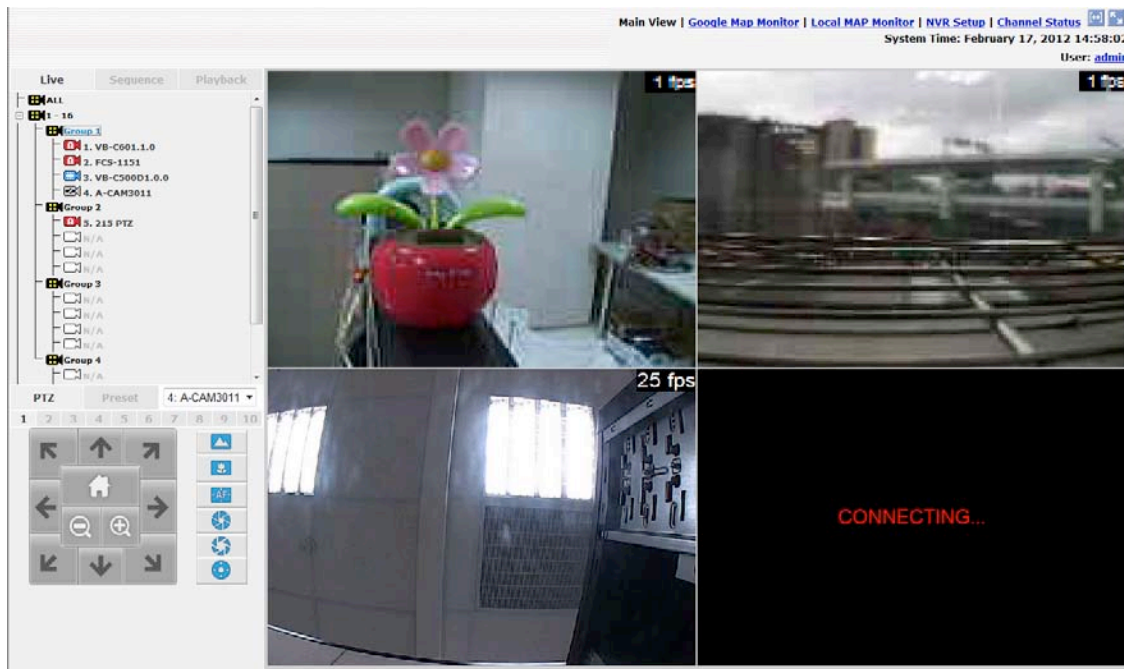 Main View | Google Map Monitor | Local MAP Monitor | NVR Setup | Channel Status
System Time: February 17, 2012 14:58:02
User: admin
Live Sequence Playback
ALL
1 - 16
Group 1
1. VB-C601.1.0
2. FCS-1151
3. VB-C500D1.0.0
4. A-CAM3011
Group 2
5. 215 PTZ
N/A
N/A
N/A
Group 3
N/A
N/A
N/A
N/A
Group 4
N/A
PTZ Preset 4: A-CAM3011
1 2 3 4 5 6 7 8 9 10
AF
1 fps
1 fps
25 fps
CONNECTING...